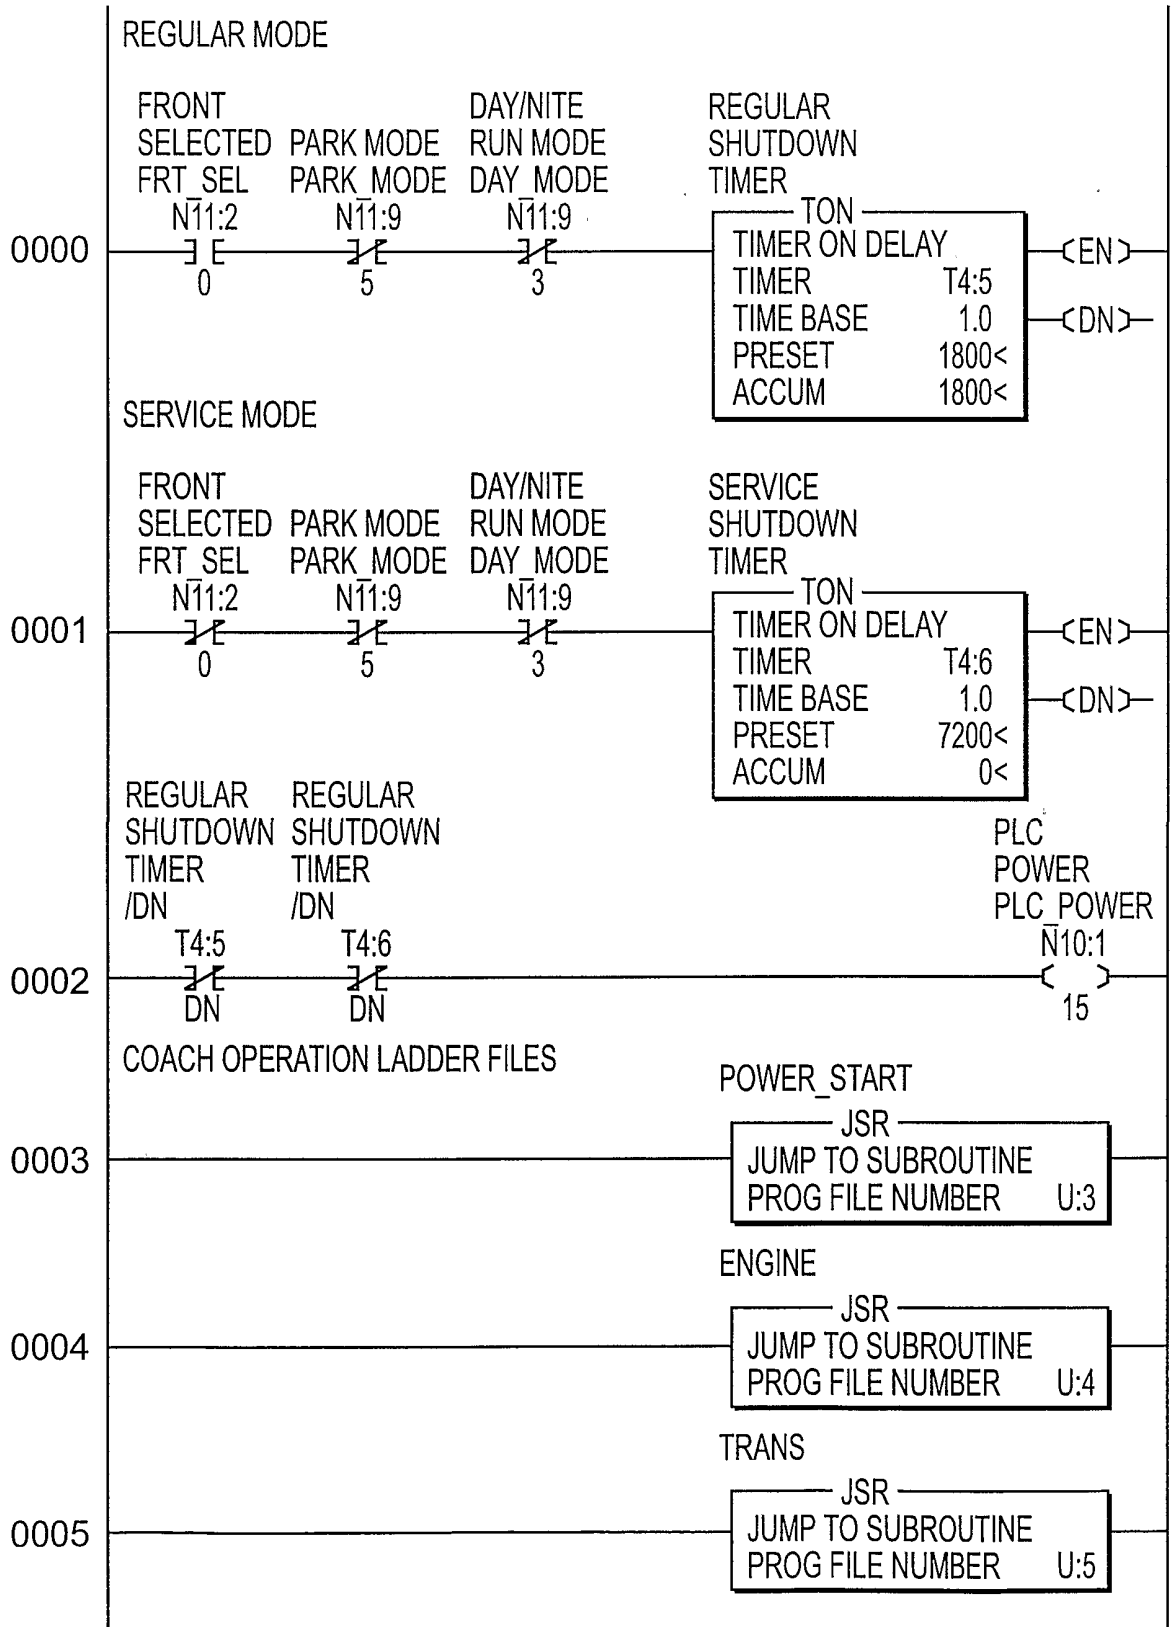 REGULAR MODE
FRONT DAY/NITE REGULAR
SELECTED PARK MODE RUN MODE SHUTDOWN
FRT_SEL PARK_MODE DAY_MODE TIMER
N11:2 N11:9 N11:9 TON
0000 TIMER ON DELAY EN
0 5 3 TIMER T4:5
TIME BASE 1.0 DN
PRESET 1800<
ACCUM 1800<
SERVICE MODE
FRONT DAY/NITE SERVICE
SELECTED PARK MODE RUN MODE SHUTDOWN
FRT_SEL PARK_MODE DAY_MODE TIMER
N11:2 N11:9 N11:9 TON
0001 TIMER ON DELAY EN
0 5 3 TIMER T4:6
TIME BASE 1.0 DN
PRESET 7200<
ACCUM 0<
REGULAR REGULAR
SHUTDOWN SHUTDOWN PLC
TIMER TIMER POWER
/DN /DN PLC_POWER
T4:5 T4:6 N10:1
0002
DN DN 15
COACH OPERATION LADDER FILES
POWER_START
JSR
0003 JUMP TO SUBROUTINE
PROG FILE NUMBER U:3
ENGINE
JSR
0004 JUMP TO SUBROUTINE
PROG FILE NUMBER U:4
TRANS
JSR
0005 JUMP TO SUBROUTINE
PROG FILE NUMBER U:5